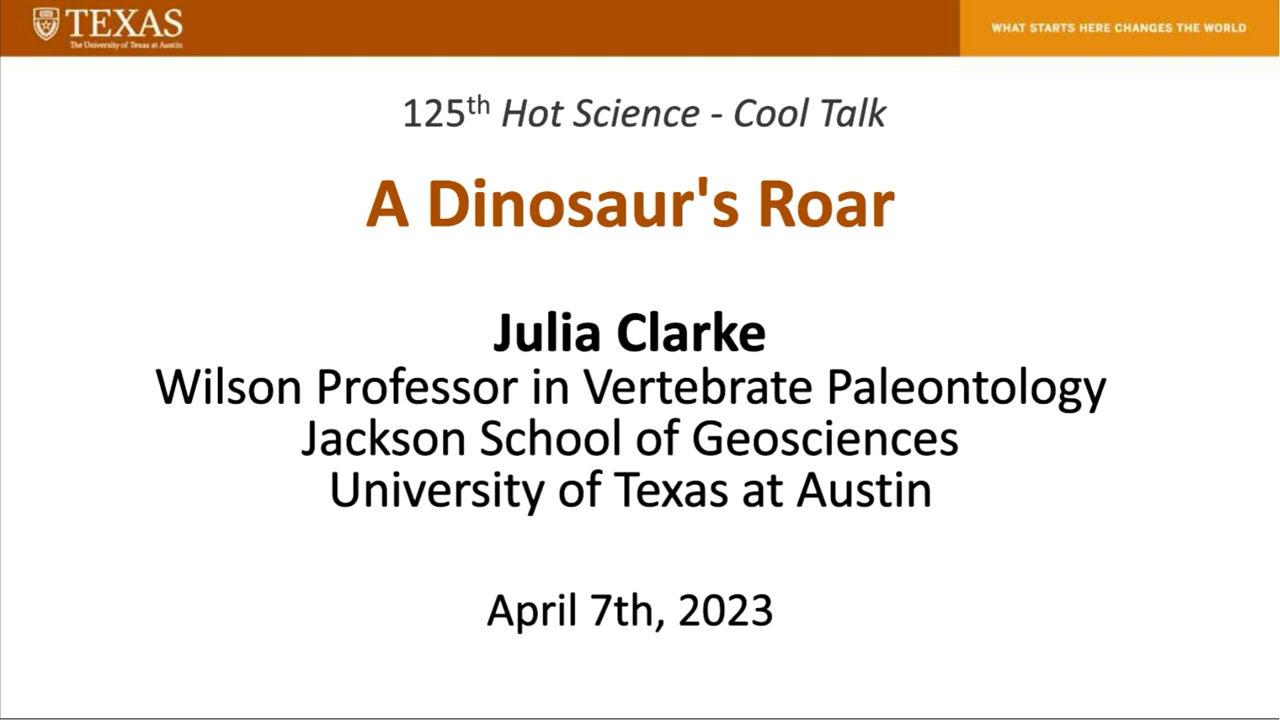 TEXAS
The University of Texas at Austin
WHAT STARTS HERE CHANGES THE WORLD
125th Hot Science - Cool Talk
A Dinosaur's Roar
Julia Clarke
Wilson Professor in Vertebrate Paleontology
Jackson School of Geosciences
University of Texas at Austin
April 7th, 2023